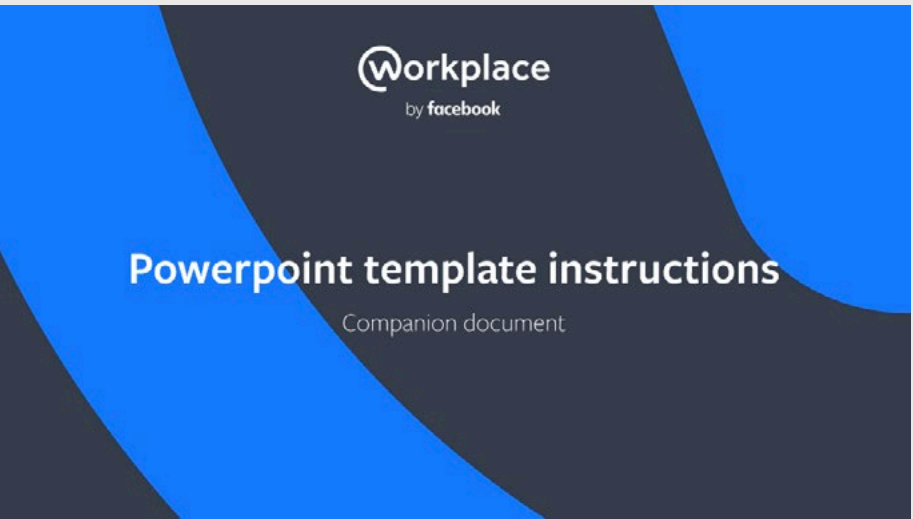 Workplace
by facebook
Powerpoint template instructions
Companion document